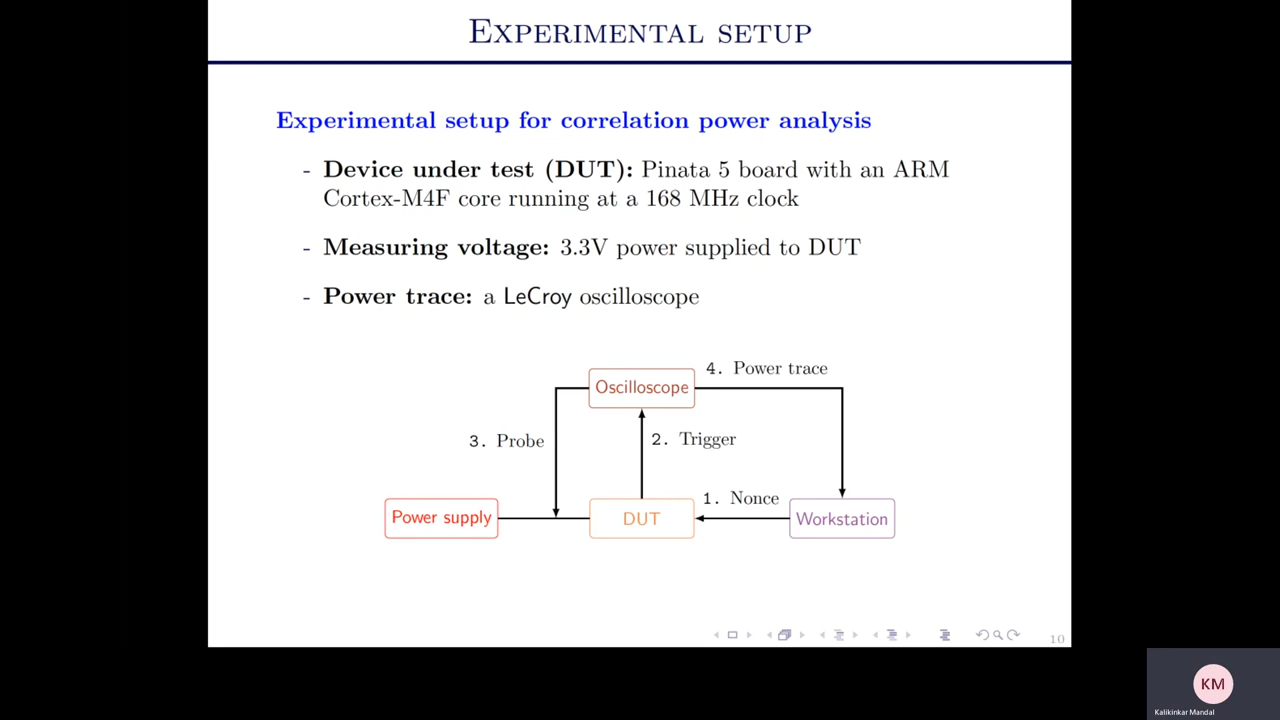 EXPERIMENTAL SETUP
Experimental setup for correlation power analysis
- Device under test (DUT): Pinata 5 board with an ARM
Cortex-M4F core running at a 168 MHz clock
- Measuring voltage: 3.3V power supplied to DUT
- Power trace: a LeCroy oscilloscope
4. Power trace
Oscilloscope
3. Probe
2. Trigger
1. Nonce
Power supply
DUT
Workstation
10
KM
Kalikinkar Mandal